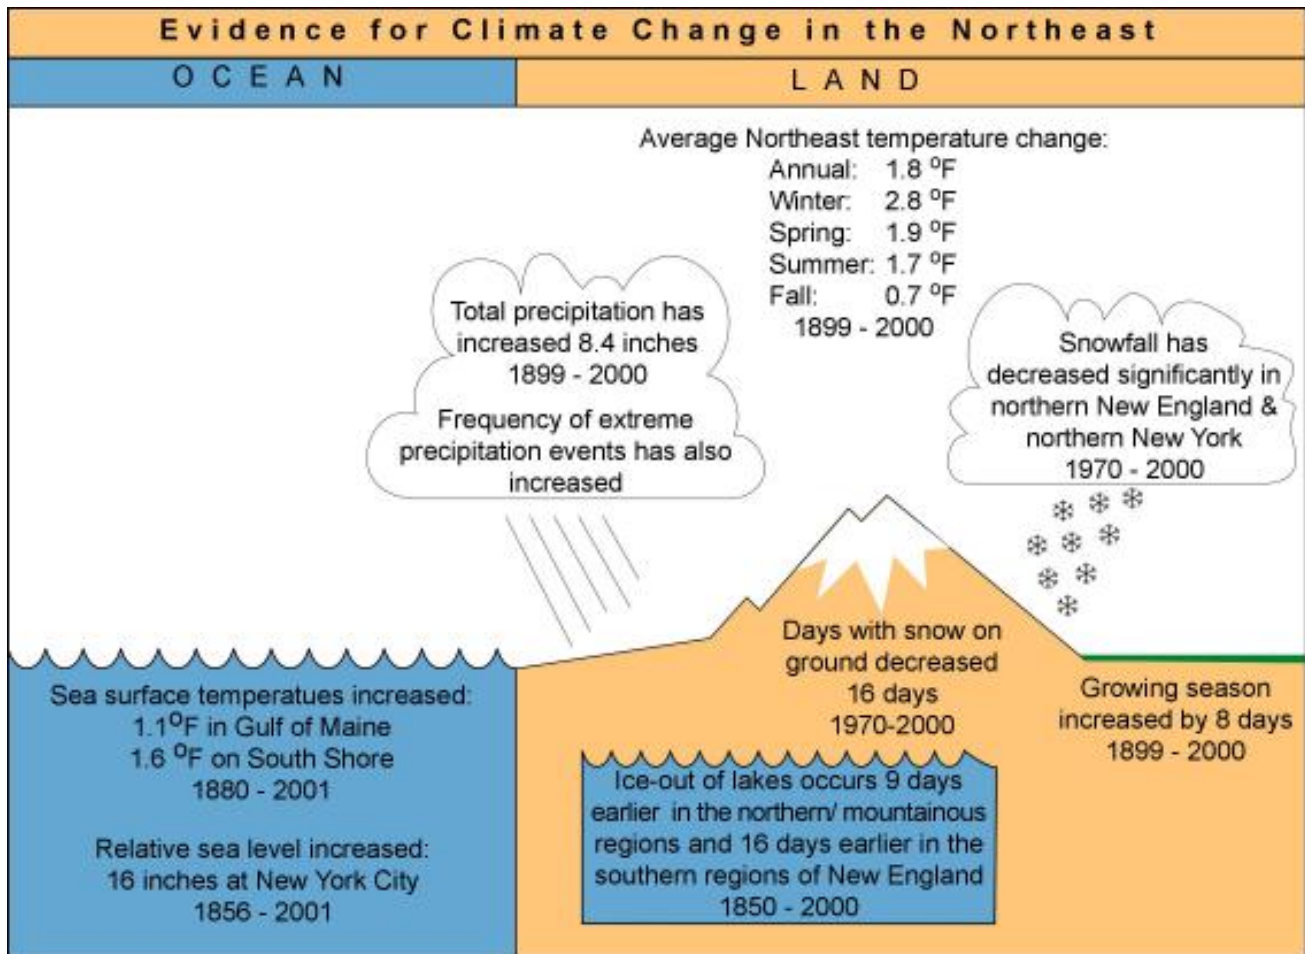 Evidence for Climate Change in the Northeast
OCEAN
LAND
Average Northeast temperature change:
Annual: 1.8 ºF
Winter: 2.8 ºF
Spring: 1.9 ºF
Summer: 1.7 ºF
Fall: 0.7 ºF
1899 - 2000
Total precipitation has
increased 8.4 inches
1899 - 2000
Frequency of extreme
precipitation events has also
increased
Snowfall has
decreased significantly in
northern New England &
northern New York
1970 - 2000
Sea surface temperatues increased:
1.1ºF in Gulf of Maine
1.6 ºF on South Shore
1880 - 2001
Relative sea level increased:
16 inches at New York City
1856 - 2001
Days with snow on
ground decreased
16 days
1970-2000
Ice-out of lakes occurs 9 days
earlier in the northern/ mountainous
regions and 16 days earlier in the
southern regions of New England
1850 - 2000
Growing season
increased by 8 days
1899 - 2000